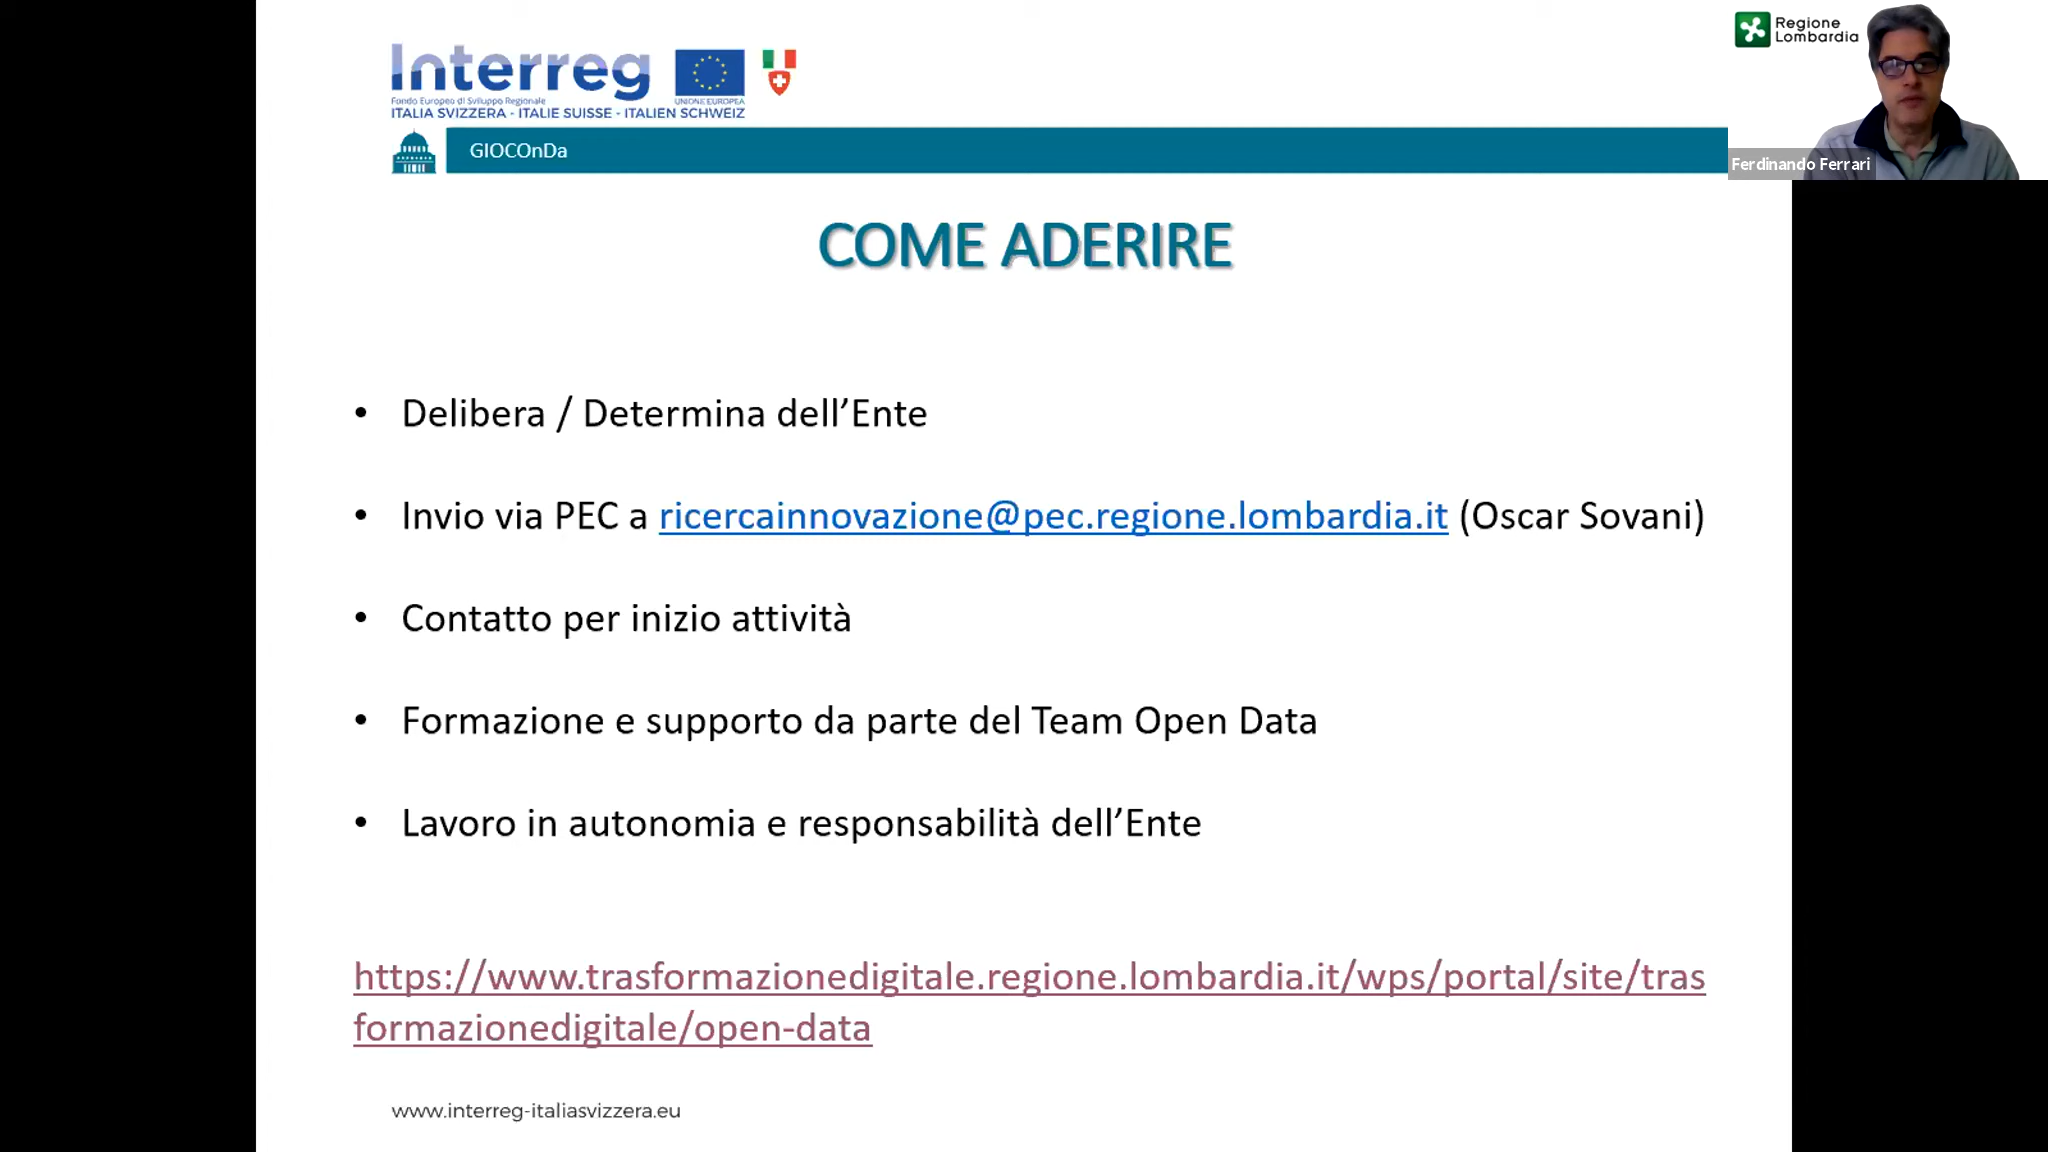 Interreg
Fondo Europeo di Sviluppo Regionale
UNIONE EUROPEA
ITALIA SVIZZERA - ITALIE SUISSE - ITALIEN SCHWEIZ
Regione
Lombardia
Ferdinando Ferrari
GIOCOnDa
COME ADERIRE
• Delibera / Determina dell’Ente
• Invio via PEC a ricercainnovazione@pec.regione.lombardia.it (Oscar Sovani)
• Contatto per inizio attività
• Formazione e supporto da parte del Team Open Data
• Lavoro in autonomia e responsabilità dell’Ente
https://www.trasformazionedigitale.regione.lombardia.it/wps/portal/site/tras
formazionedigitale/open-data
www.interreg-italiasvizzera.eu